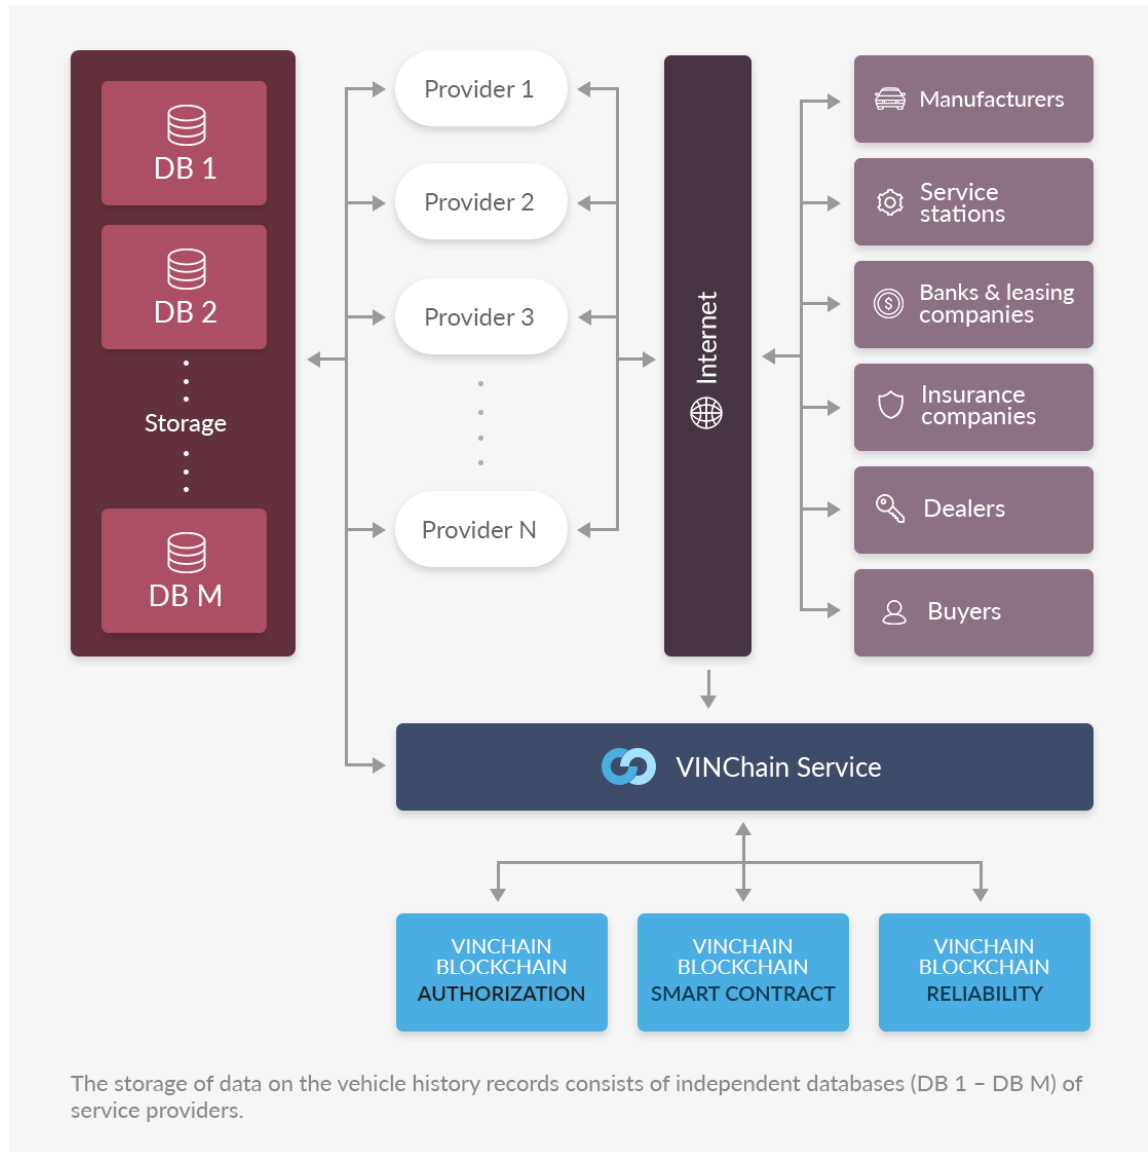 DB 1
DB 2
Storage
DB M
Provider 1
Provider 2
Provider 3
Provider N
Internet
Manufacturers
Service
stations
Banks & leasing
companies
Insurance
companies
Dealers
Buyers
VINChain Service
VINCHAIN
BLOCKCHAIN
AUTHORIZATION
VINCHAIN
BLOCKCHAIN
SMART CONTRACT
VINCHAIN
BLOCKCHAIN
RELIABILITY
The storage of data on the vehicle history records consists of independent databases (DB 1 – DB M) of
service providers.